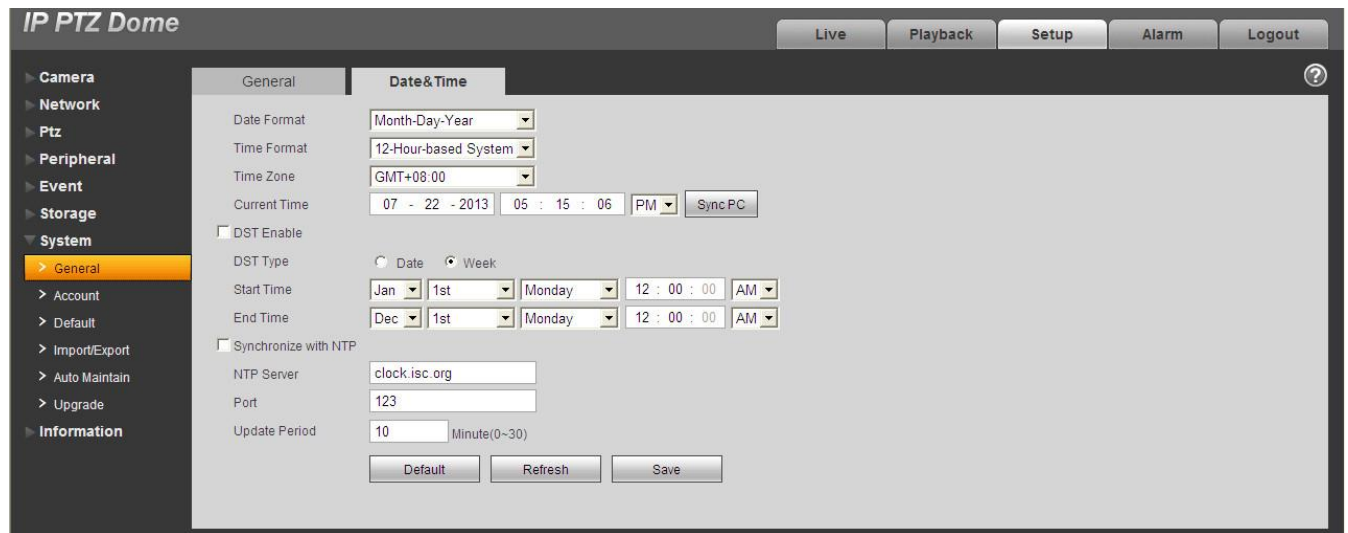 IP PTZ Dome
Live Playback Setup Alarm Logout
Camera
Network
Ptz
Peripheral
Event
Storage
System
> General
> Account
> Default
> Import/Export
> Auto Maintain
> Upgrade
Information
General Date&Time ?
Date Format Month-Day-Year
Time Format 12-Hour-based System
Time Zone GMT+08:00
Current Time 07 - 22 - 2013 05 : 15 : 06 PM Sync PC
DST Enable
DST Type Date Week
Start Time Jan 1st Monday 12 : 00 : 00 AM
End Time Dec 1st Monday 12 : 00 : 00 AM
Synchronize with NTP
NTP Server clock.isc.org
Port 123
Update Period 10 Minute(0~30)
Default Refresh Save